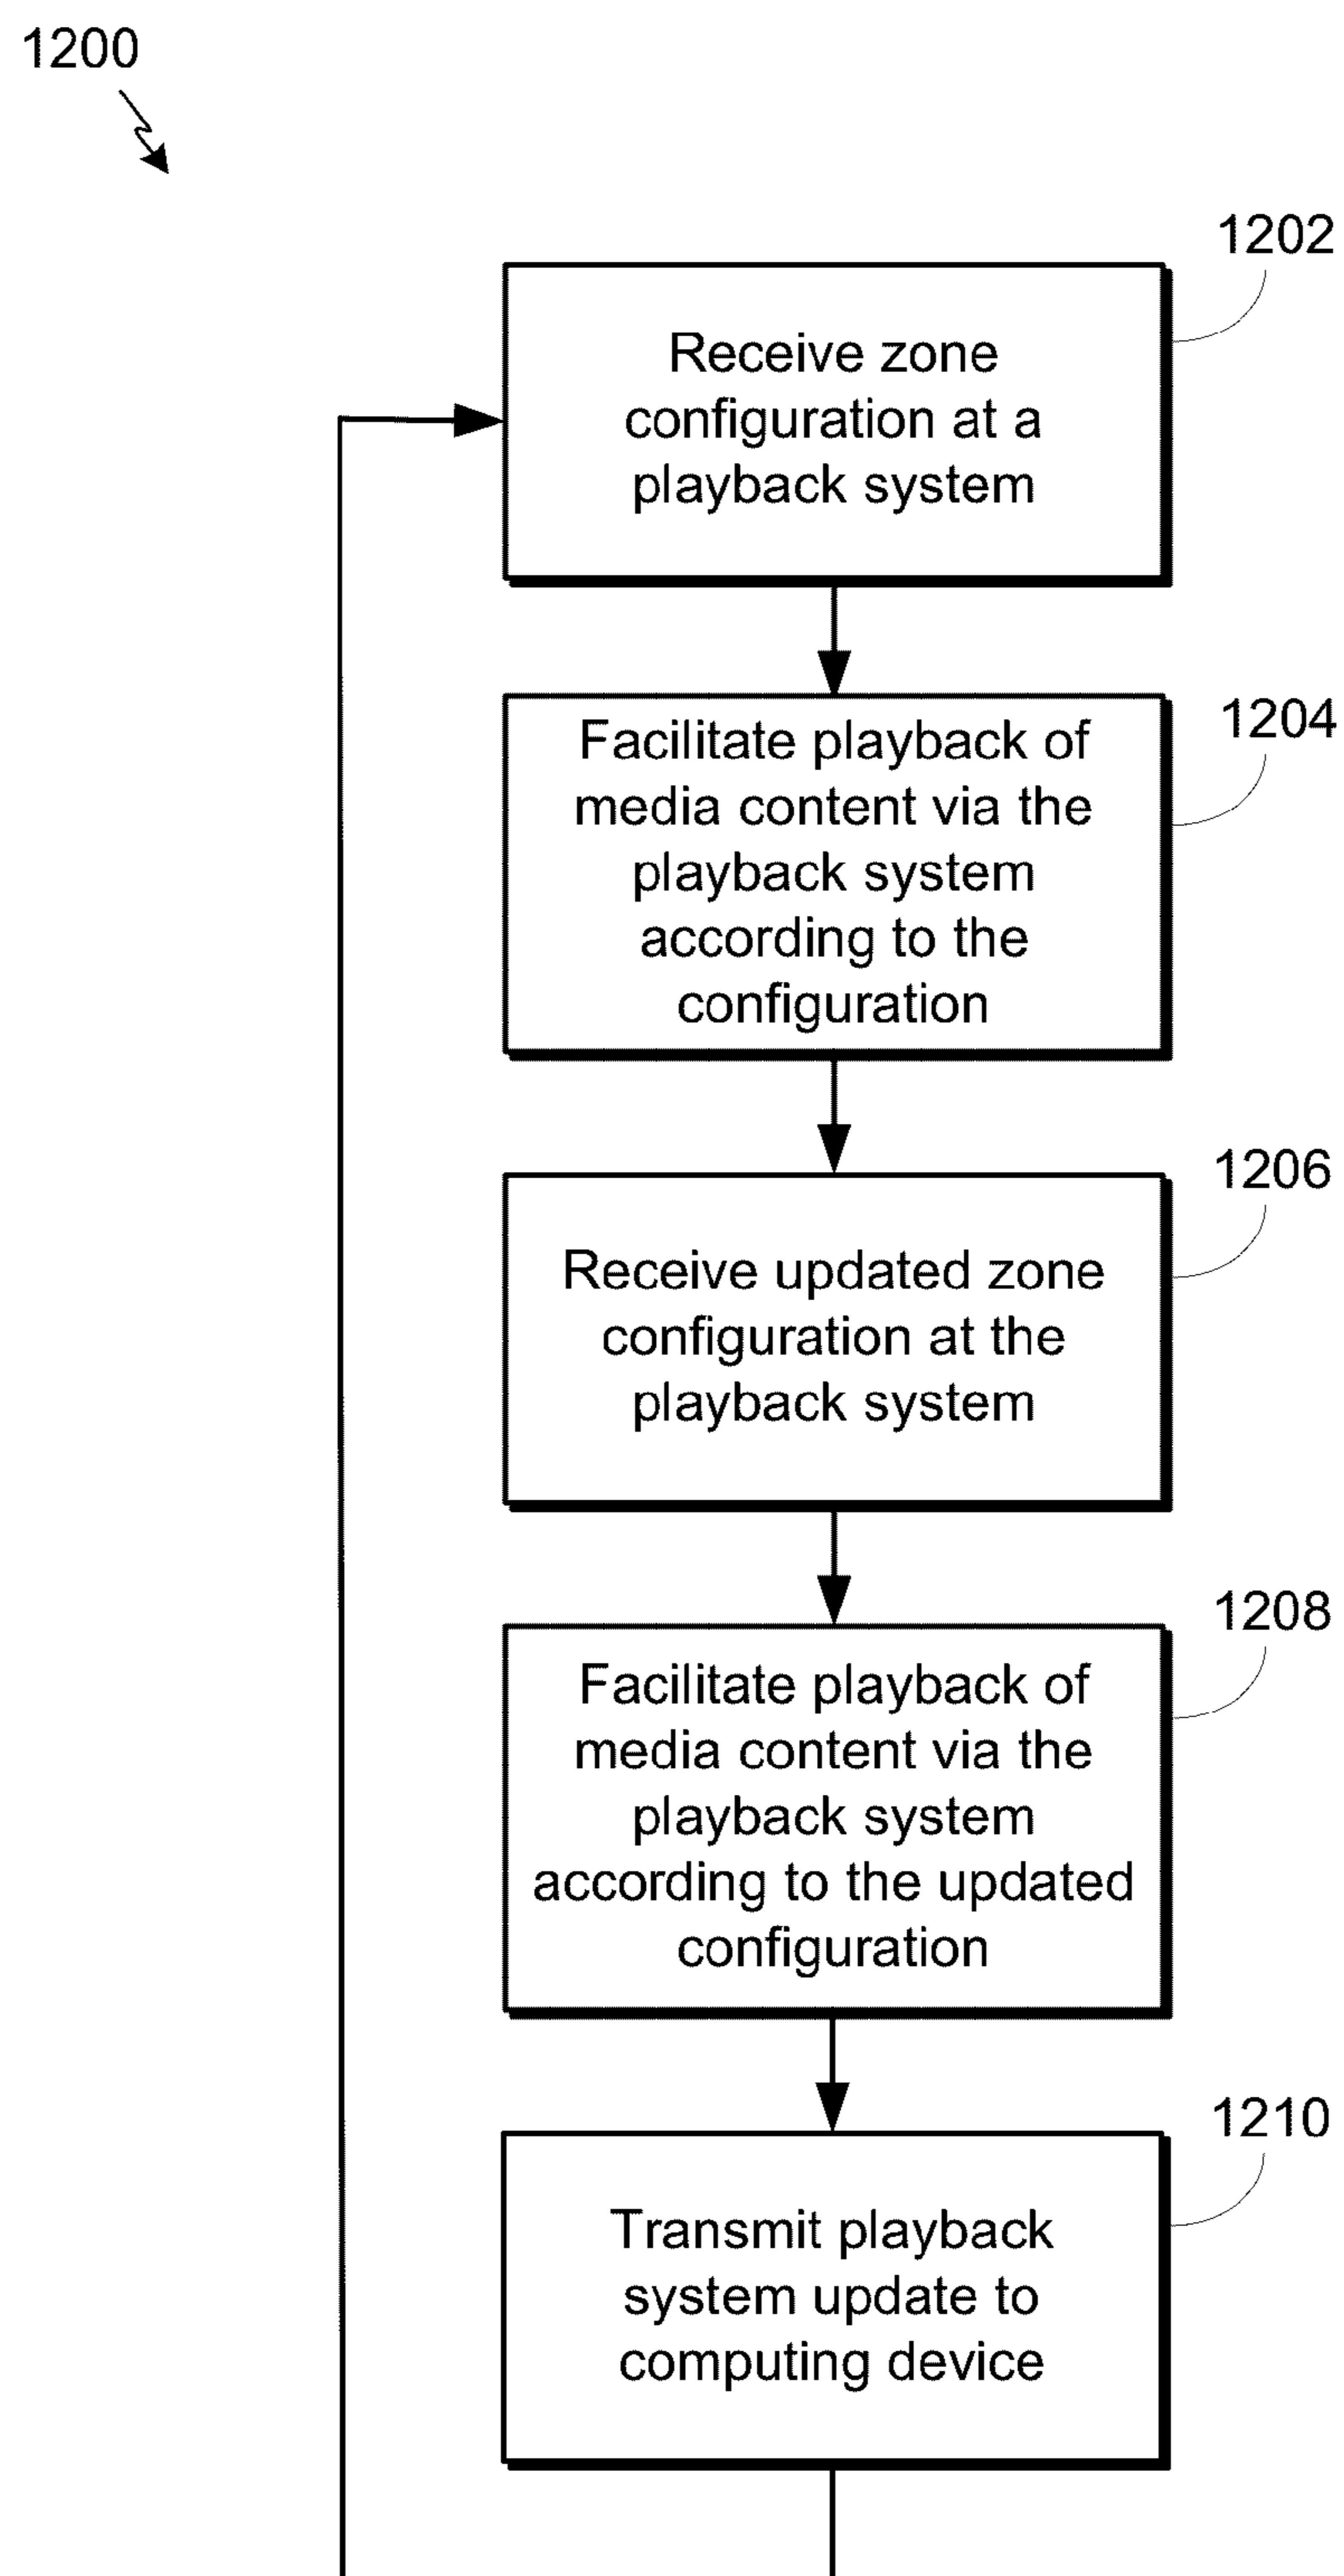 1200
1202
Receive zone
configuration at a
playback system
1204
Facilitate playback of
media content via the
playback system
according to the
configuration
1206
Receive updated zone
configuration at the
playback system
1208
Facilitate playback of
media content via the
playback system
according to the updated
configuration
1210
Transmit playback
system update to
computing device